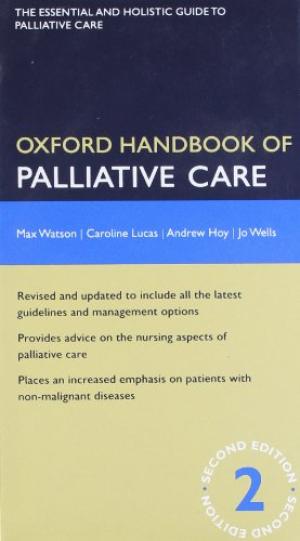 THE ESSENTIAL AND HOLISTIC GUIDE TO
PALLIATIVE CARE
OXFORD HANDBOOK OF
PALLIATIVE CARE
Max Watson | Caroline Lucas | Andrew Hoy | Jo Wells
Revised and updated to include all the latest
guidelines and management options
Provides advice on the nursing aspects of
palliative care
Places an increased emphasis on patients with
non-malignant diseases
• SECOND EDITION • SECOND EDITION
2